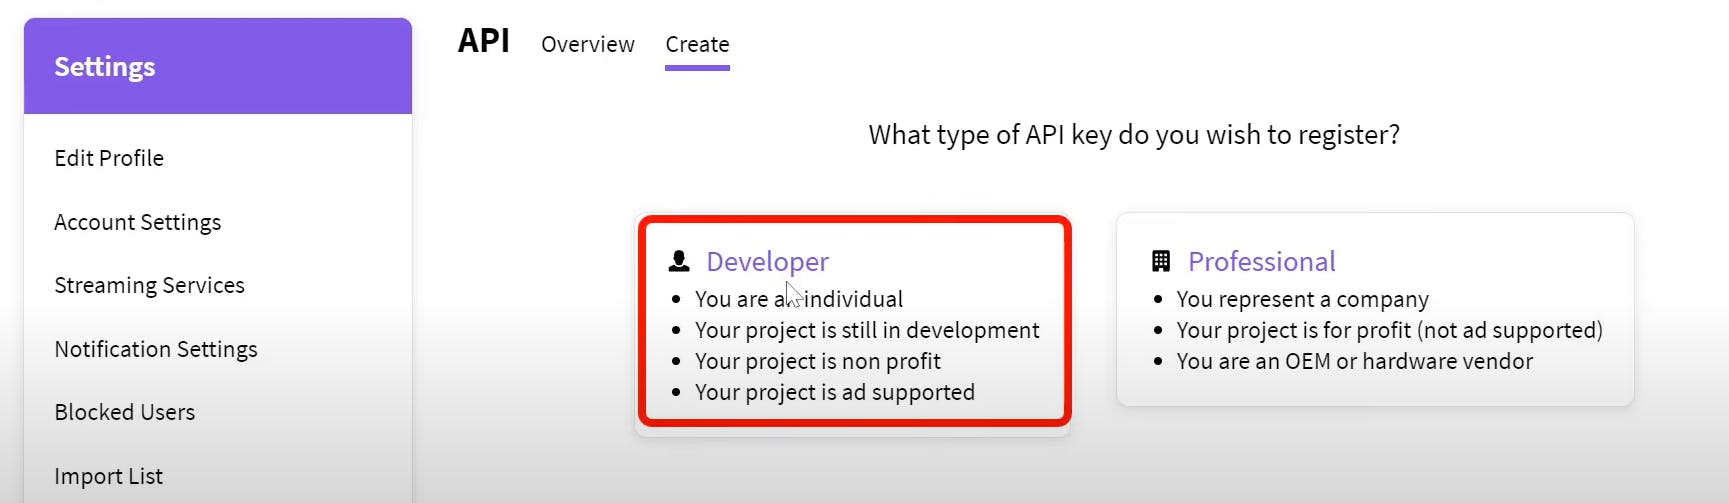 Settings
Edit Profile
Account Settings
Streaming Services
Notification Settings
Blocked Users
Import List
API Overview Create
What type of API key do you wish to register?
Developer
You are an individual
Your project is still in development
Your project is non profit
Your project is ad supported
Professional
You represent a company
Your project is for profit (not ad supported)
You are an OEM or hardware vendor